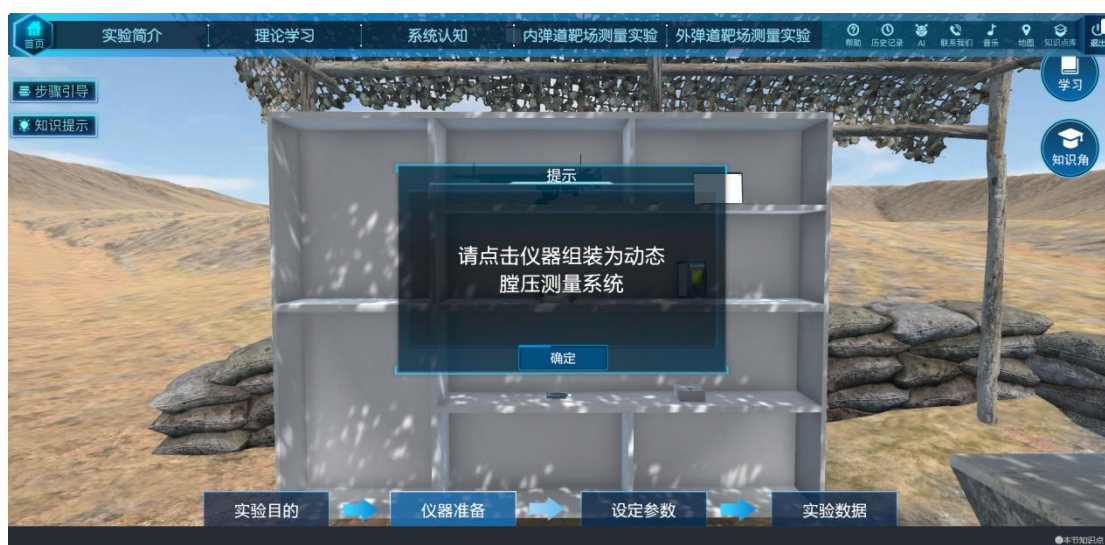 首页
实验简介
理论学习
系统认知
内弹道靶场测量实验
外弹道靶场测量实验
帮助
历史记录
AI
联系我们
音乐
地图
知识点库
退出
步骤引导
知识提示
学习
知识角
提示
请点击仪器组装为动态
膛压测量系统
确定
实验目的
仪器准备
设定参数
实验数据
本节知识点